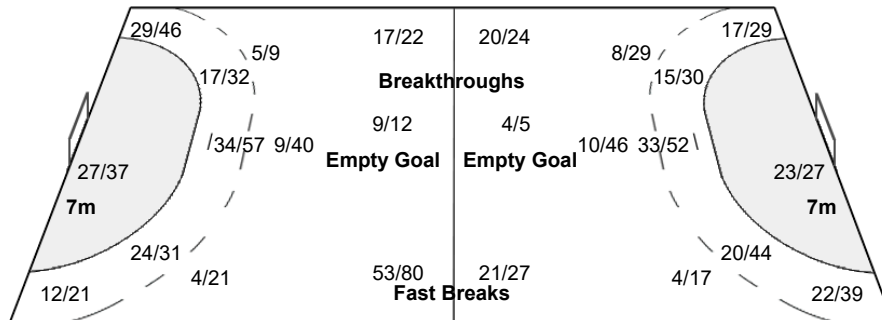 29/46 17/22 20/24 17/29
5/9 8/29
17/32 Breakthroughs 15/30
9/12 4/5
34/57 9/40 10/46 33/52
Empty Goal Empty Goal
27/37 23/27
7m 7m
24/31 20/44
4/21 53/80 21/27 4/17
12/21 Fast Breaks 22/39